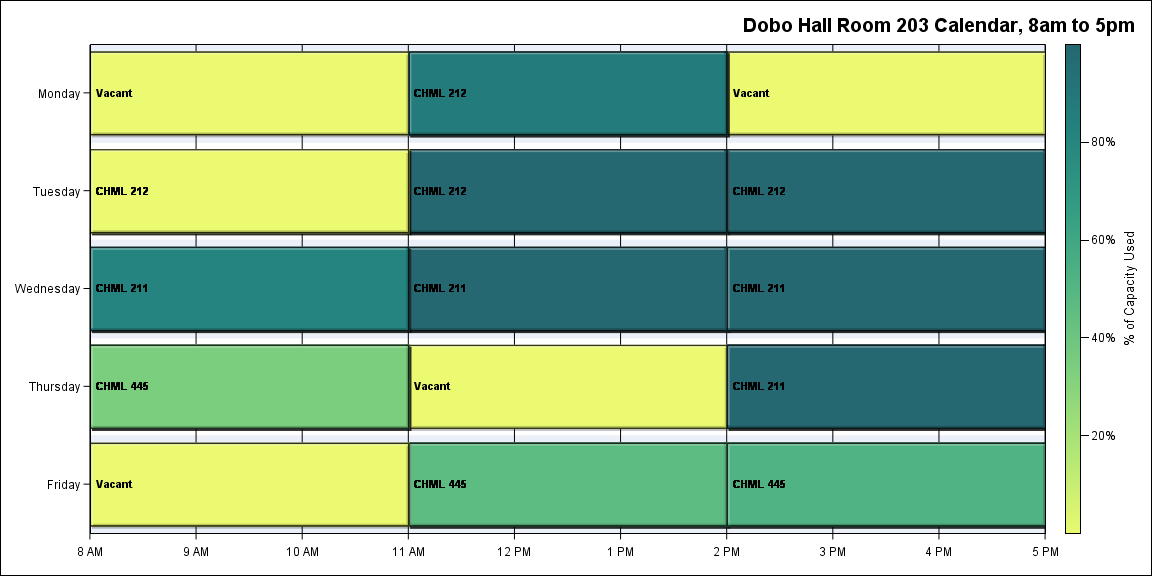 Dobo Hall Room 203 Calendar, 8am to 5pm
Monday
Vacant
CHML 212
Vacant
80%
Tuesday
CHML 212
CHML 212
CHML 212
60%
% of Capacity Used
Wednesday
CHML 211
CHML 211
CHML 211
40%
Thursday
CHML 445
Vacant
CHML 211
20%
Friday
Vacant
CHML 445
CHML 445
8 AM
9 AM
10 AM
11 AM
12 PM
1 PM
2 PM
3 PM
4 PM
5 PM